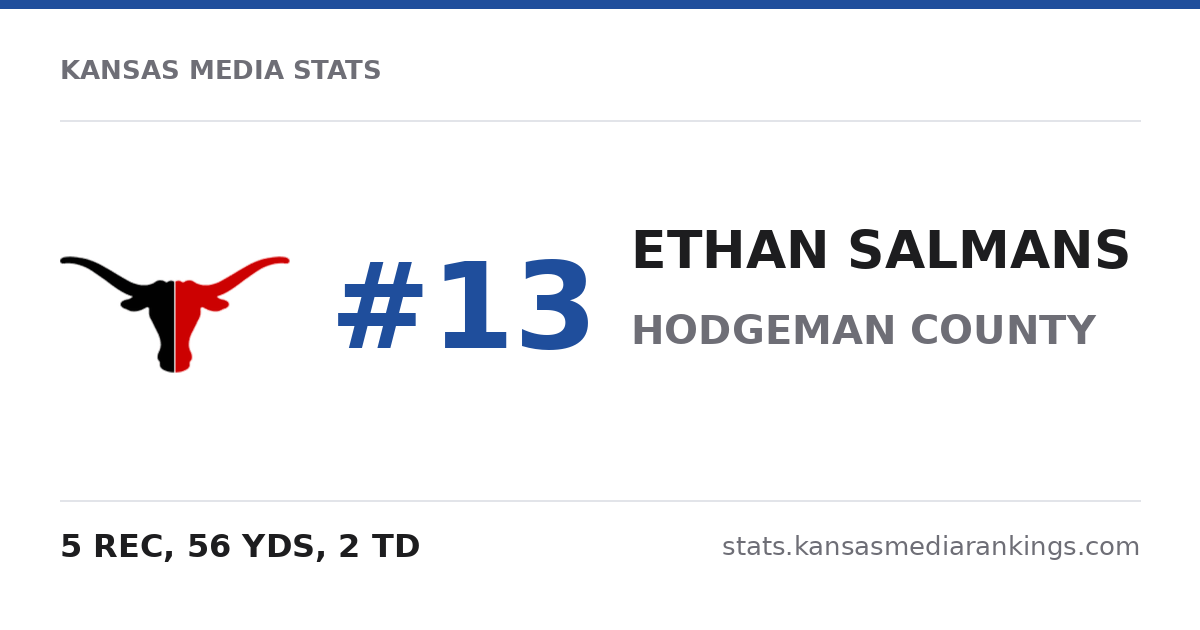 KANSAS MEDIA STATS
#13
ETHAN SALMANS
HODGEMAN COUNTY
5 REC, 56 YDS, 2 TD
stats.kansasmediarankings.com